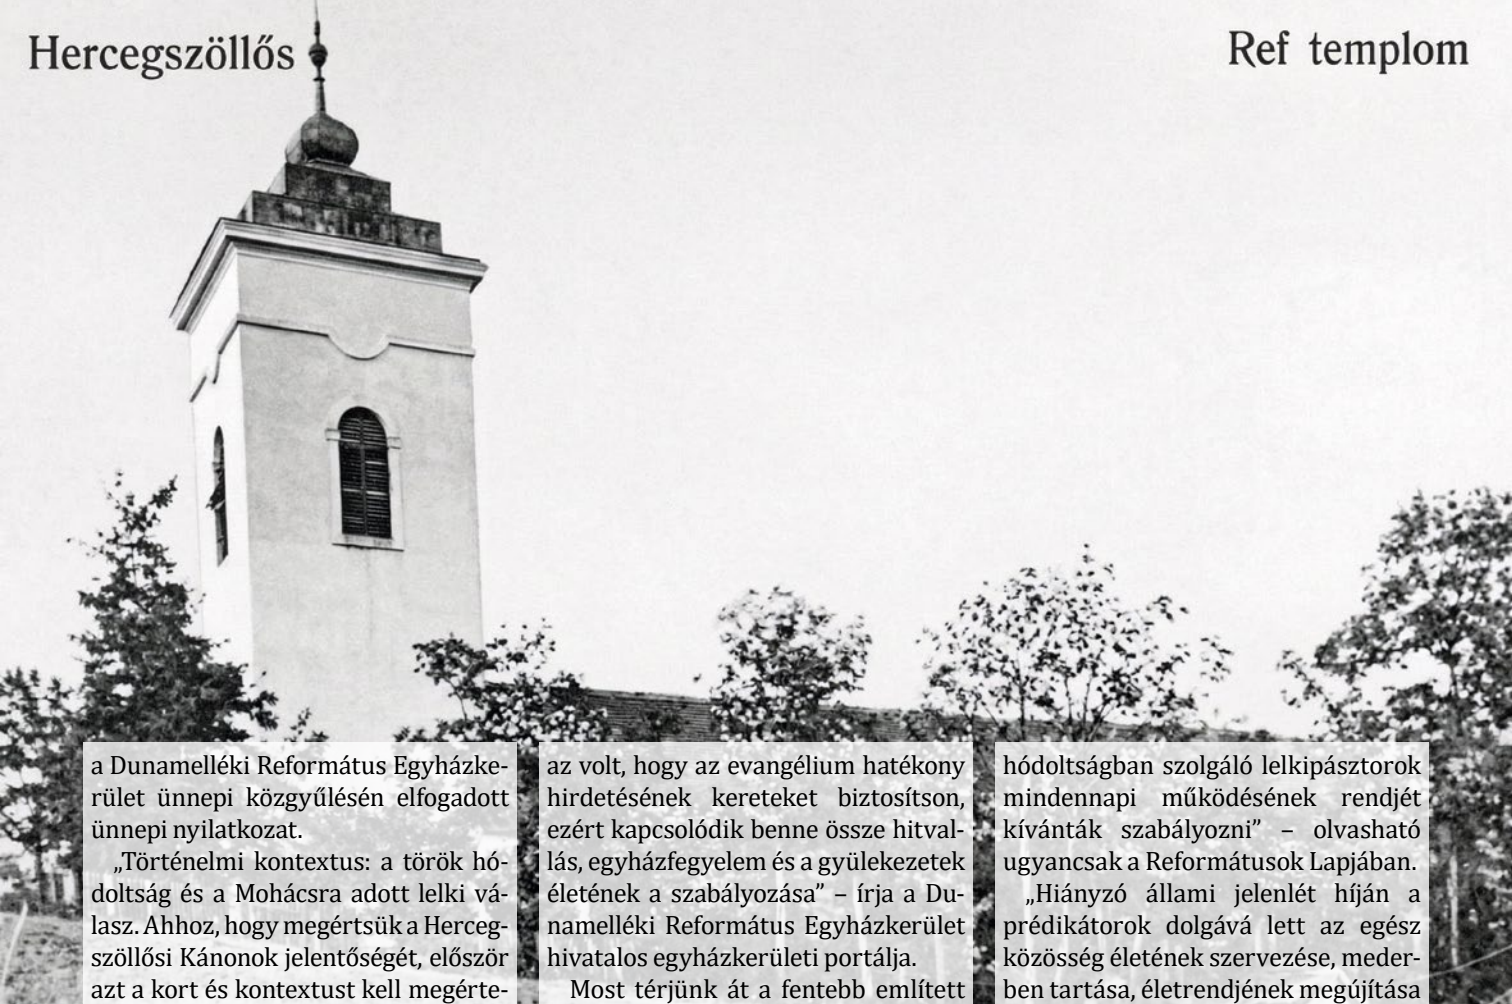 Hercegszöllős
Ref templom
a Dunamelléki Református Egyházke-
rület ünnepi közgyűlésén elfogadott
ünnepi nyilatkozat.
„Történelmi kontextus: a török hó-
doltság és a Mohácsra adott lelki vá-
lasz. Ahhoz, hogy megértsük a Herceg-
szöllősi Kánonok jelentőségét, először
azt a kort és kontextust kell megérte-
az volt, hogy az evangélium hatékony
hirdetésének kereteket biztosítson,
ezért kapcsolódik benne össze hitval-
lás, egyházfegyelem és a gyülekezetek
életének a szabályozása” – írja a Du-
namelléki Református Egyházkerület
hivatalos egyházkerületi portálja.
Most térjünk át a fentebb említett
hódoltságban szolgáló lelkipásztorok
mindennapi működésének rendjét
kívánták szabályozni” – olvasható
ugyancsak a Reformátusok Lapjában.
„Hiányzó állami jelenlét híján a
prédikátorok dolgává lett az egész
közösség életének szervezése, meder-
ben tartása, életrendjének megújítása